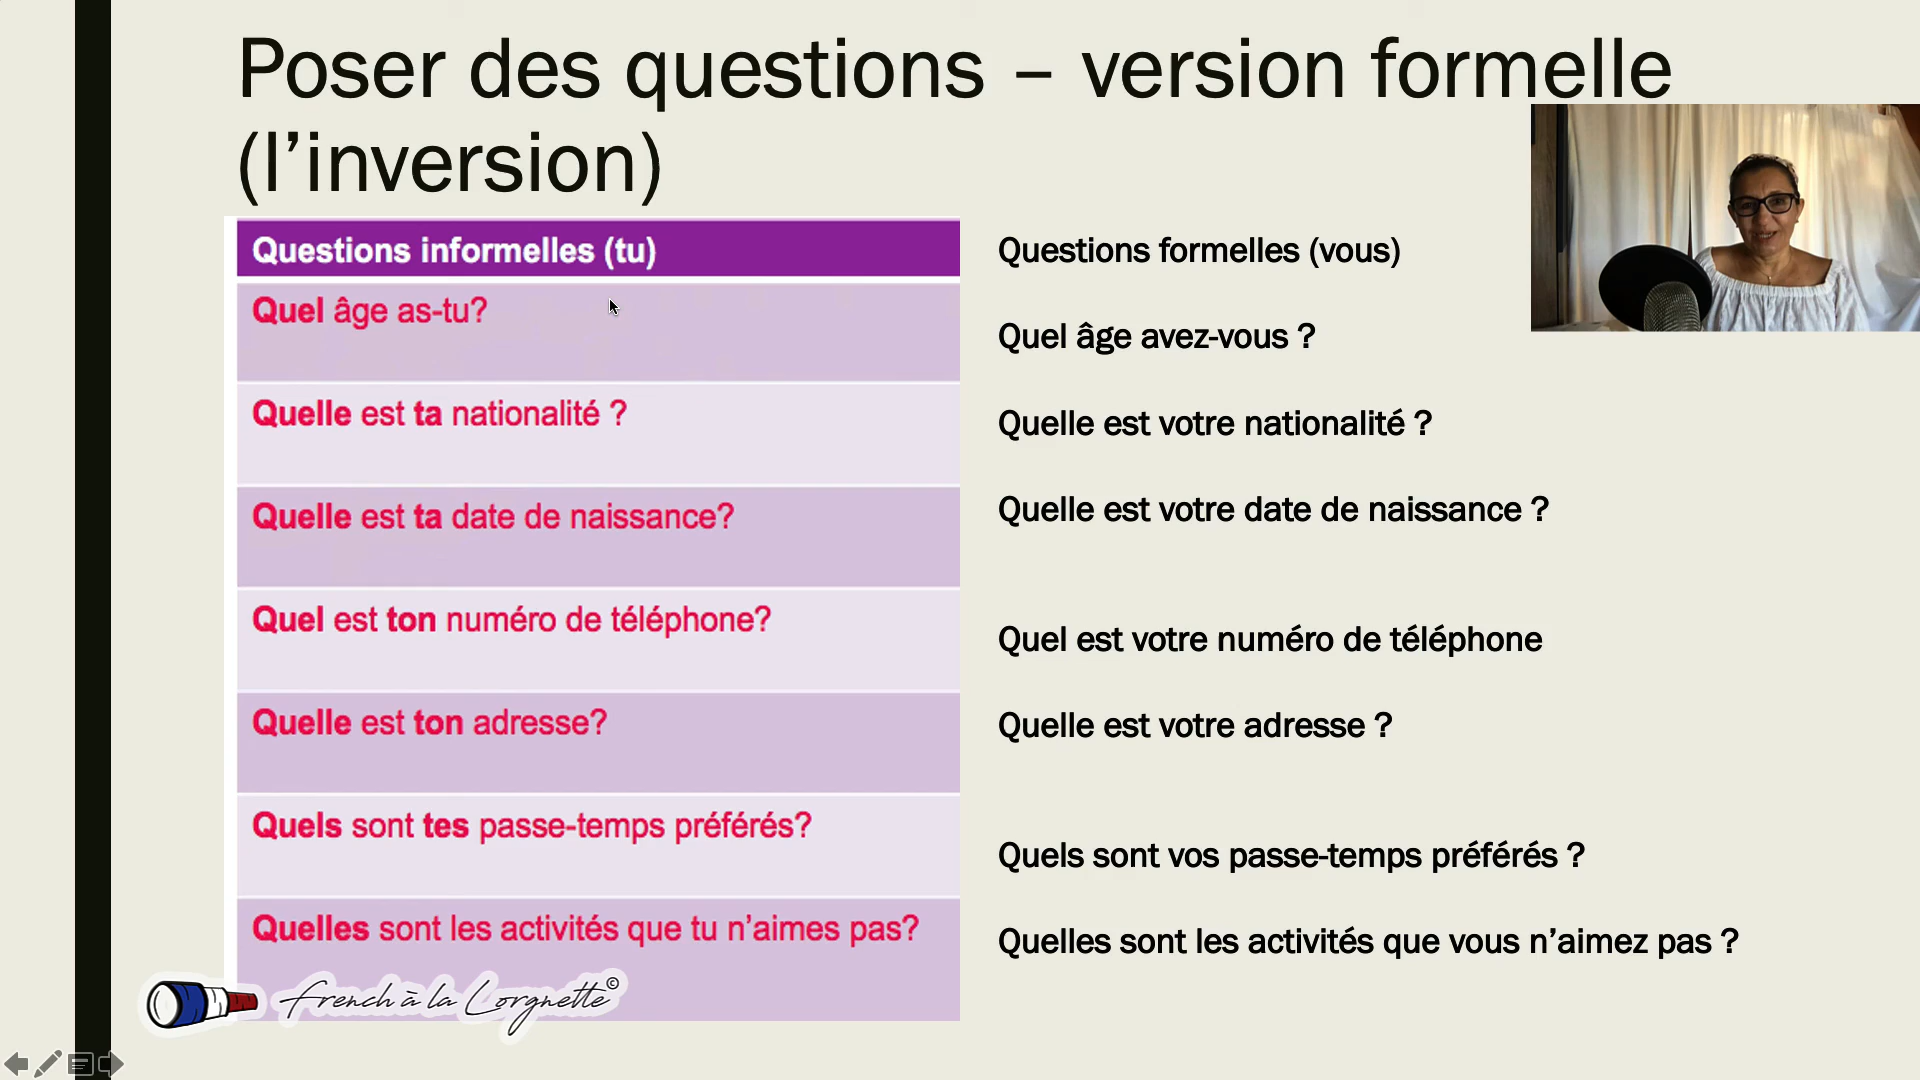 Poser des questions – version formelle
(l’inversion)
Questions informelles (tu)
Quel âge as-tu?
Quelle est ta nationalité ?
Quelle est ta date de naissance?
Quel est ton numéro de téléphone?
Quelle est ton adresse?
Quels sont tes passe-temps préférés?
Quelles sont les activités que tu n’aimes pas?
Questions formelles (vous)
Quel âge avez-vous ?
Quelle est votre nationalité ?
Quelle est votre date de naissance ?
Quel est votre numéro de téléphone
Quelle est votre adresse ?
Quels sont vos passe-temps préférés ?
Quelles sont les activités que vous n’aimez pas ?
French à la Lorgnette©